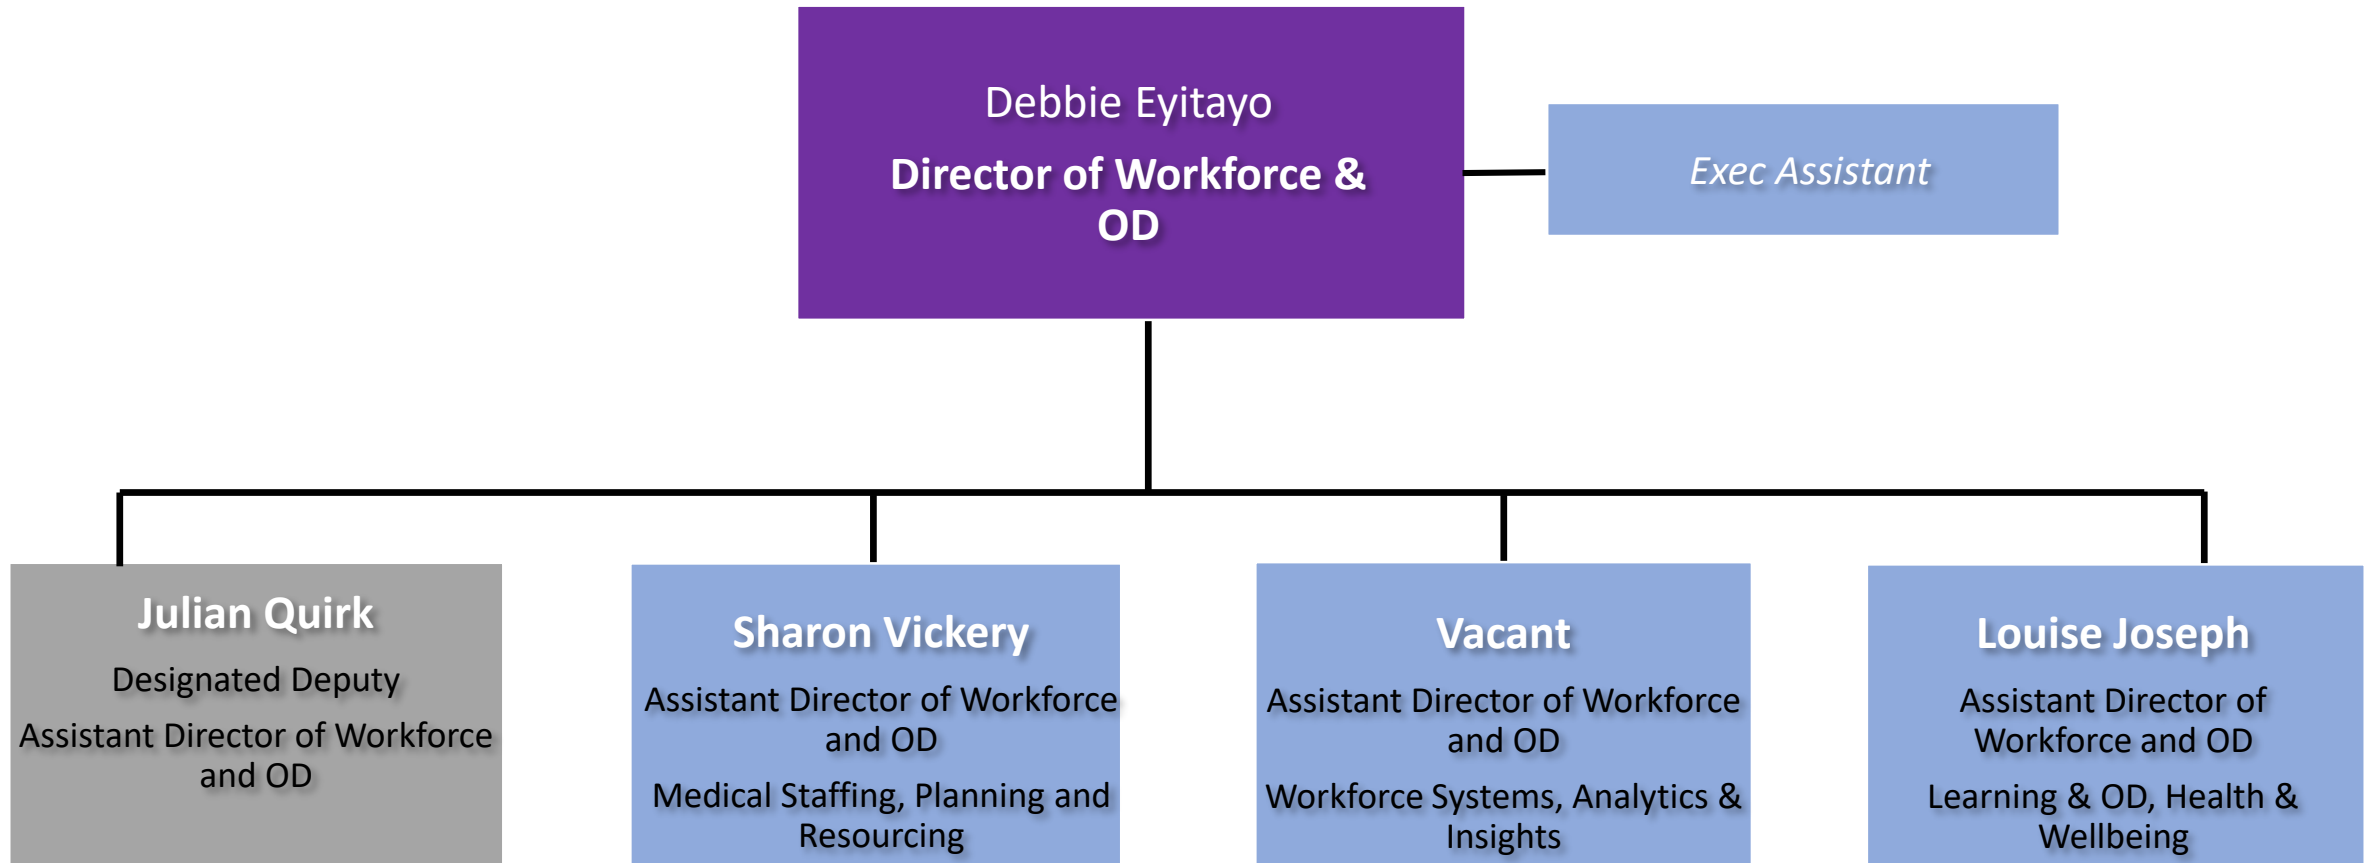 Debbie Eyitayo
Director of Workforce &
OD
Exec Assistant
Julian Quirk
Designated Deputy
Assistant Director of Workforce
and OD
Sharon Vickery
Assistant Director of Workforce
and OD
Medical Staffing, Planning and
Resourcing
Vacant
Assistant Director of Workforce
and OD
Workforce Systems, Analytics &
Insights
Louise Joseph
Assistant Director of
Workforce and OD
Learning & OD, Health &
Wellbeing